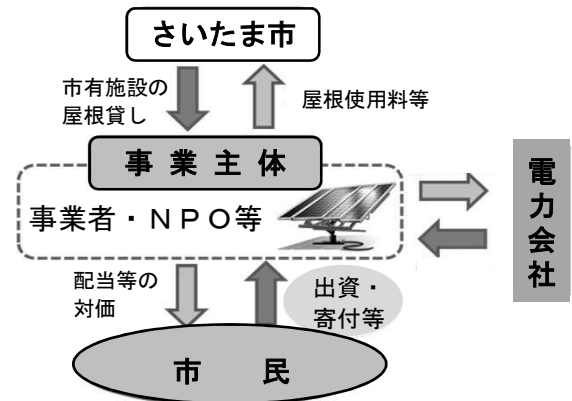 さいたま市
市有施設の
屋根貸し
屋根使用料等
事業主体
事業者・ＮＰＯ等
電力会社
配当等の
対価
出資・
寄付等
市民